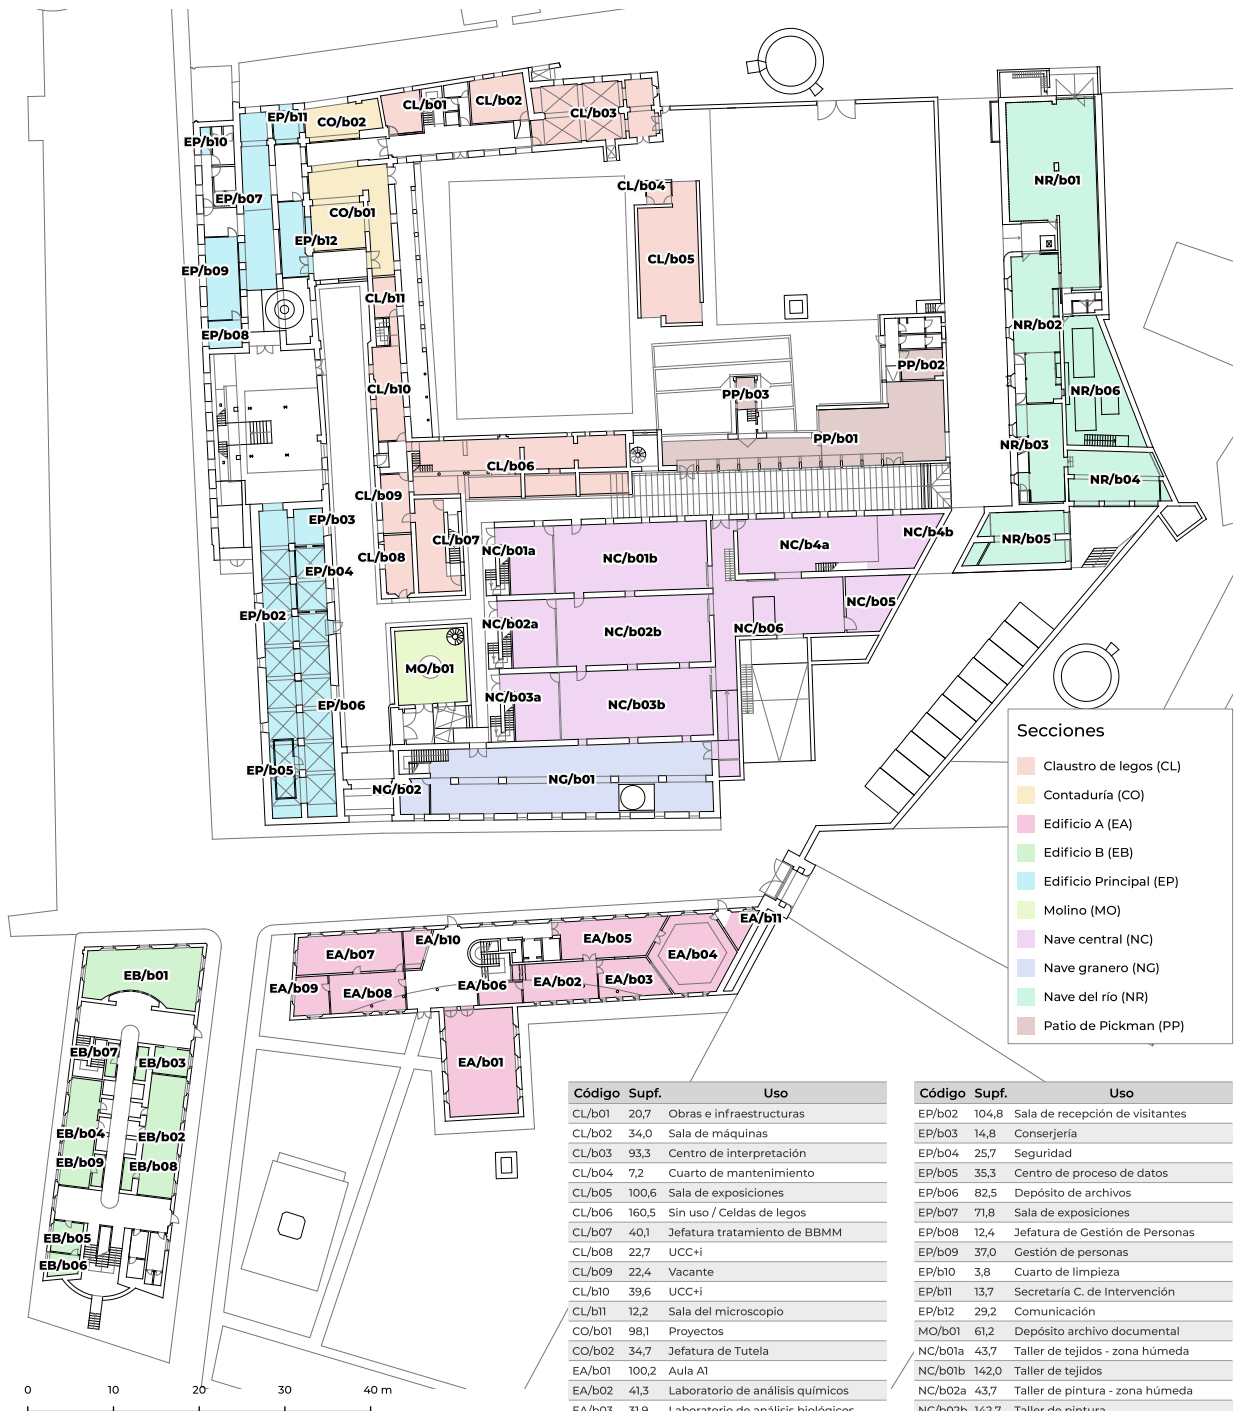 CL/b01
CL/b02
CL/b03
EP/b11
CO/b02
EP/b10
EP/b07
CO/b01
EP/b12
EP/b09
EP/b08
CL/b11
CL/b10
CL/b04
CL/b05
NR/b01
NR/b02
NR/b06
NR/b03
NR/b04
NR/b05
PP/b02
PP/b03
PP/b01
CL/b06
CL/b09
CL/b07
CL/b08
EP/b03
EP/b04
EP/b02
EP/b06
EP/b05
NC/b01a
NC/b01b
NC/b4a
NC/b4b
NC/b05
NC/b02a
NC/b02b
NC/b06
MO/b01
NC/b03a
NC/b03b
NG/b01
NG/b02
Secciones
Claustro de legos (CL)
Contaduría (CO)
Edificio A (EA)
Edificio B (EB)
Edificio Principal (EP)
Molino (MO)
Nave central (NC)
Nave granero (NG)
Nave del río (NR)
Patio de Pickman (PP)
EA/b11
EA/b10
EA/b05
EA/b07
EA/b04
EA/b09
EA/b08
EA/b06
EA/b02
EA/b03
EA/b01
EB/b01
EB/b07
EB/b03
EB/b04
EB/b02
EB/b09
EB/b08
EB/b05
EB/b06
0 10 20 30 40 m
Código Supf. Uso
CL/b01 20,7 Obras e infraestructuras
CL/b02 34,0 Sala de máquinas
CL/b03 93,3 Centro de interpretación
CL/b04 7,2 Cuarto de mantenimiento
CL/b05 100,6 Sala de exposiciones
CL/b06 160,5 Sin uso / Celdas de legos
CL/b07 40,1 Jefatura tratamiento de BBMM
CL/b08 22,7 UCC+i
CL/b09 22,4 Vacante
CL/b10 39,6 UCC+i
CL/b11 12,2 Sala del microscopio
CO/b01 98,1 Proyectos
CO/b02 34,7 Jefatura de Tutela
EA/b01 100,2 Aula A1
EA/b02 41,3 Laboratorio de análisis químicos
EA/b03 31,9 Laboratorio de análisis biológicos
Código Supf. Uso
EP/b02 104,8 Sala de recepción de visitantes
EP/b03 14,8 Conserjería
EP/b04 25,7 Seguridad
EP/b05 35,3 Centro de proceso de datos
EP/b06 82,5 Depósito de archivos
EP/b07 71,8 Sala de exposiciones
EP/b08 12,4 Jefatura de Gestión de Personas
EP/b09 37,0 Gestión de personas
EP/b10 3,8 Cuarto de limpieza
EP/b11 13,7 Secretaría C. de Intervención
EP/b12 29,2 Comunicación
MO/b01 61,2 Depósito archivo documental
NC/b01a 43,7 Taller de tejidos - zona húmeda
NC/b01b 142,0 Taller de tejidos
NC/b02a 43,7 Taller de pintura - zona húmeda
NC/b02b 142,7 Taller de pintura